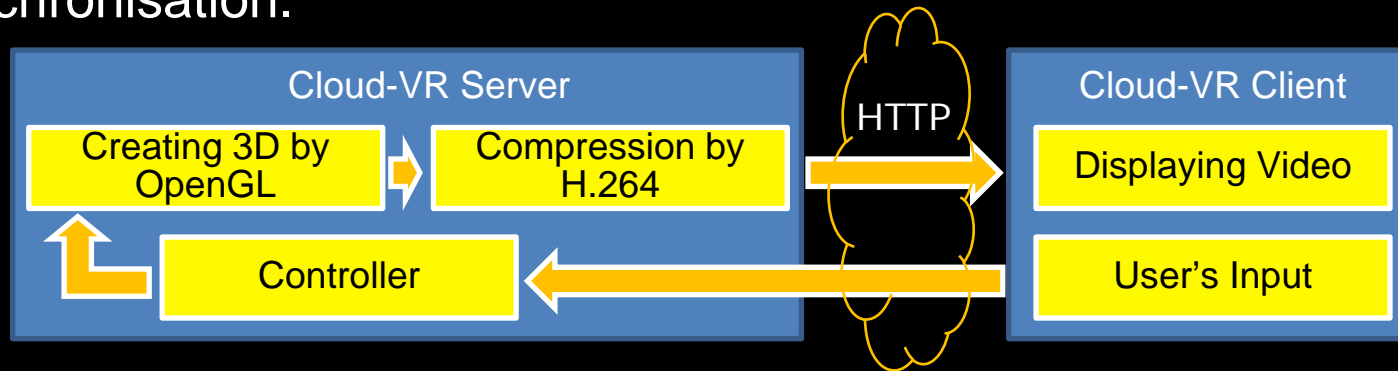 chronisation.
Cloud-VR Server
Creating 3D by
OpenGL
Compression by
H.264
Controller
HTTP
Cloud-VR Client
Displaying Video
User's Input